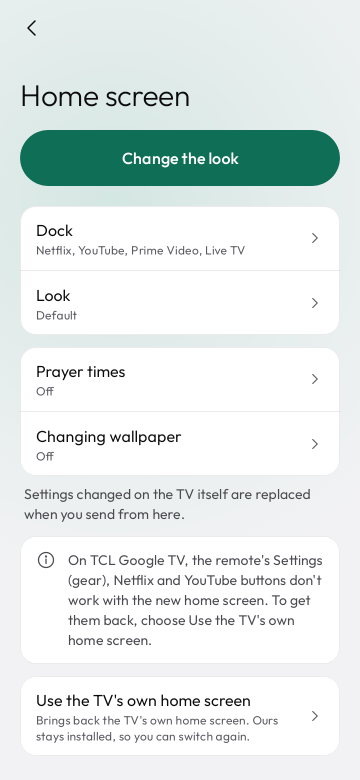 Home screen
Change the look
Dock
Netflix, YouTube, Prime Video, Live TV
Look
Default
Prayer times
Off
Changing wallpaper
Off
Settings changed on the TV itself are replaced
when you send from here.
On TCL Google TV, the remote's Settings
(gear), Netflix and YouTube buttons don't
work with the new home screen. To get
them back, choose Use the TV's own
home screen.
Use the TV's own home screen
Brings back the TV's own home screen. Ours
stays installed, so you can switch again.